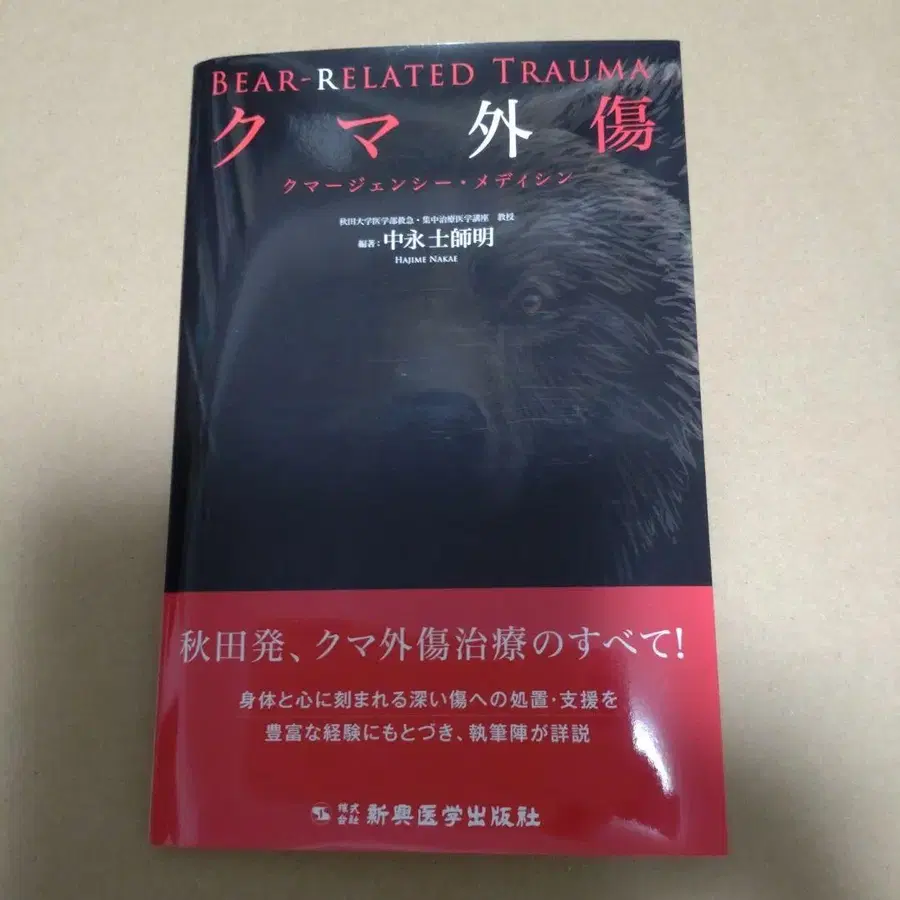 BEAR-RELATED TRAUMA
クマ外傷
クマージェンシー・メディシン
秋田大学医学部救急・集中治療医学講座 教授
編著:中永士師明
HAJIME NAKAE
秋田発、クマ外傷治療のすべて!
身体と心に刻まれる深い傷への処置・支援を
豊富な経験にもとづき、執筆陣が詳説
株式会社 新興医学出版社